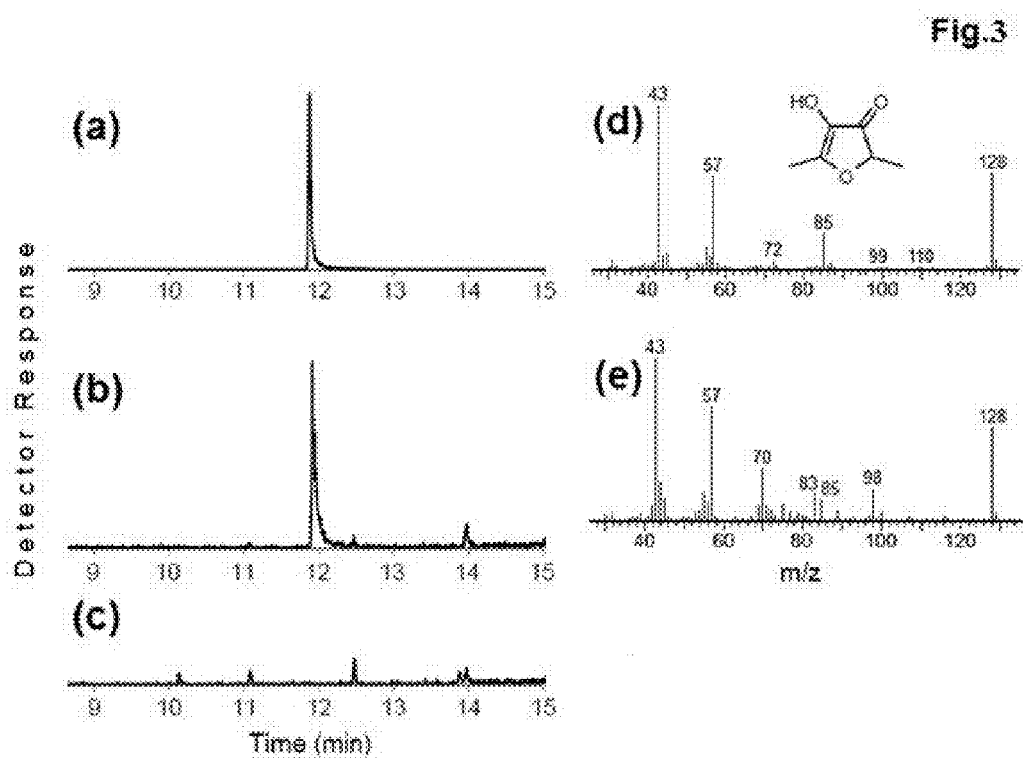 Fig.3
Detector Response
(a)
9 10 11 12 13 14 15
(b)
9 10 11 12 13 14 15
(c)
9 10 11 12 13 14 15
Time (min)
(d)
43
57
72
85
99
110
128
HO
O
O
40 60 80 100 120
(e)
43
57
70
83
85
98
128
40 60 80 100 120
m/z